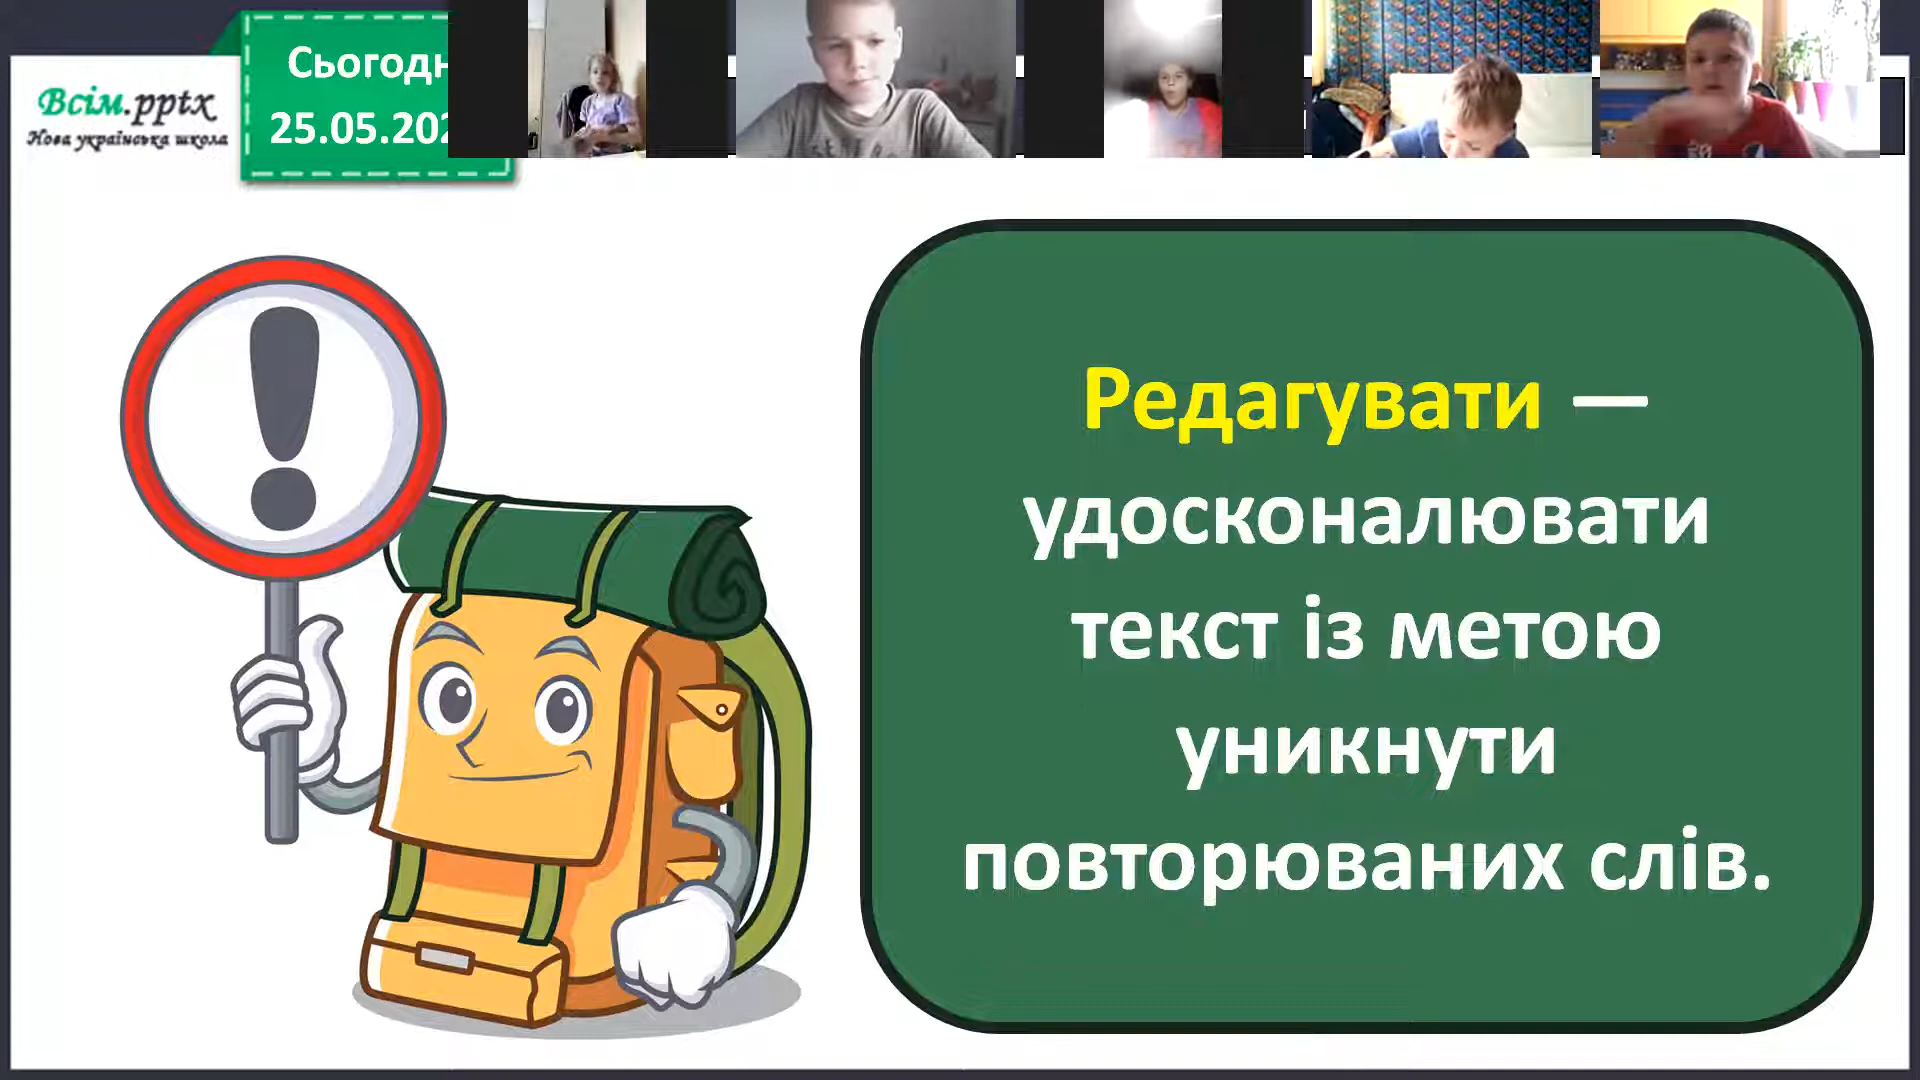 Всім.pptx
Нова українська школа
Сьогодн
25.05.202
Редагувати —
удосконалювати
текст із метою
уникнути
повторюваних слів.